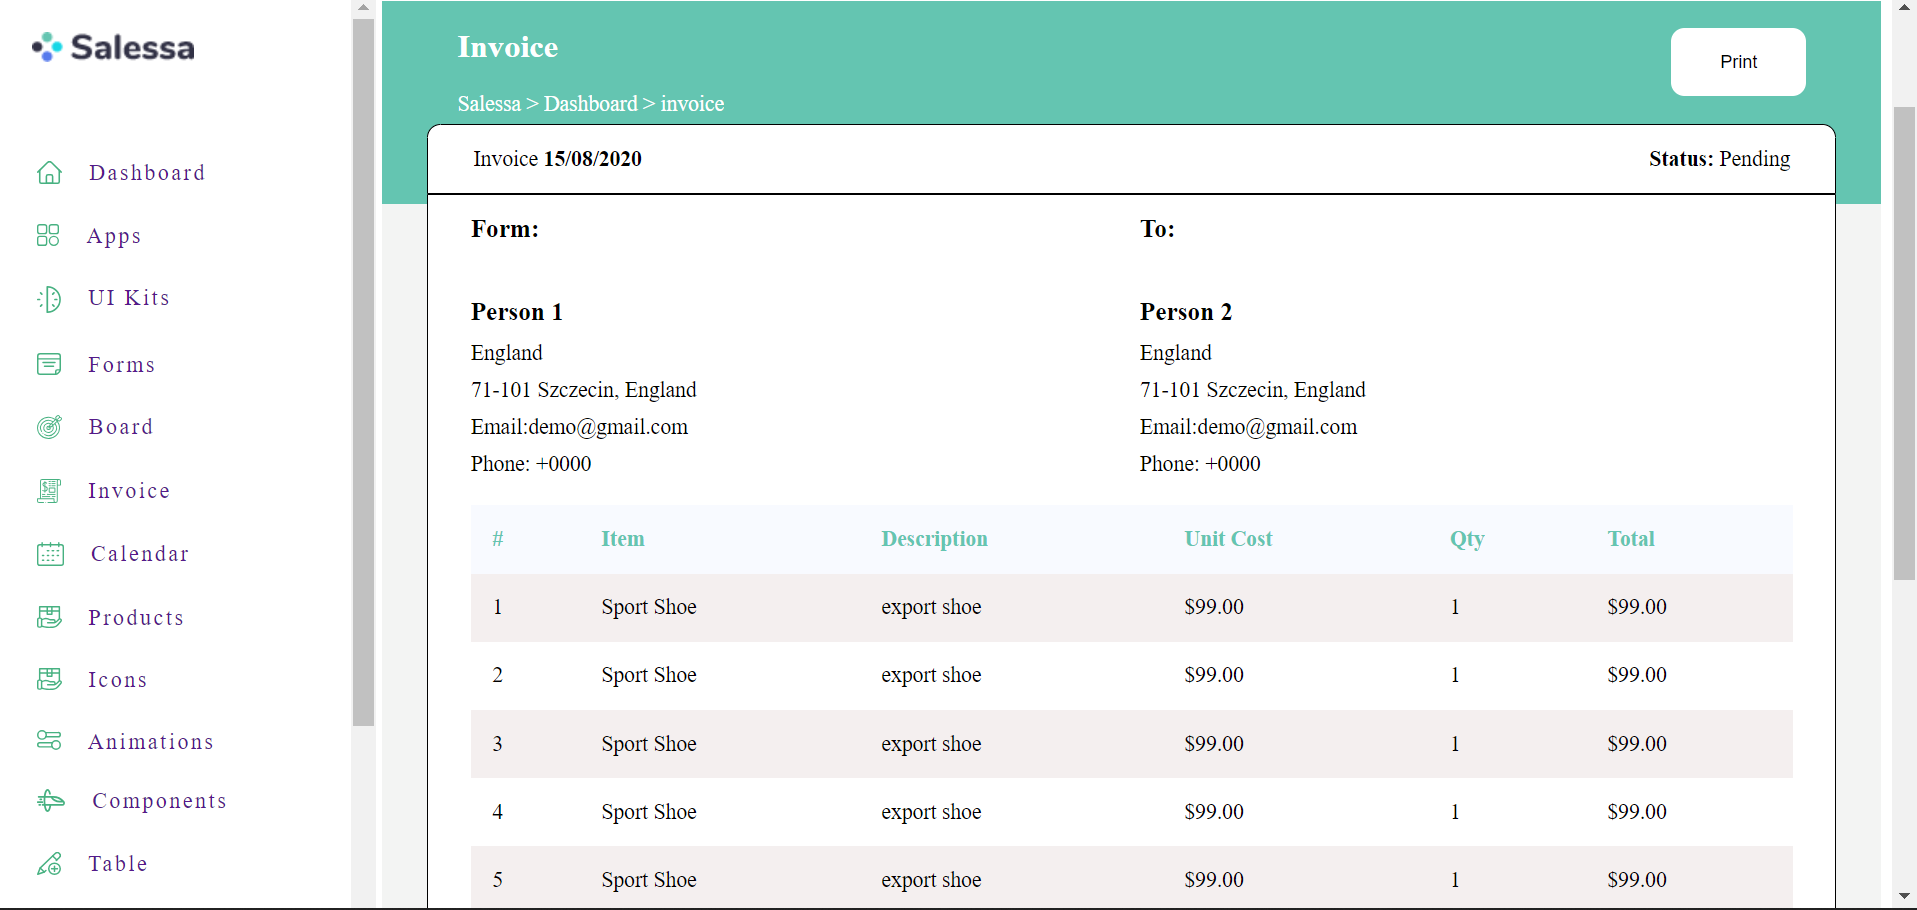 Salessa
Dashboard
Apps
UI Kits
Forms
Board
Invoice
Calendar
Products
Icons
Animations
Components
Table
Invoice
Print
Salessa > Dashboard > invoice
Invoice 15/08/2020 Status: Pending
Form: To:
Person 1 Person 2
England England
71-101 Szczecin, England 71-101 Szczecin, England
Email:demo@gmail.com Email:demo@gmail.com
Phone: +0000 Phone: +0000
# Item Description Unit Cost Qty Total
1 Sport Shoe export shoe $99.00 1 $99.00
2 Sport Shoe export shoe $99.00 1 $99.00
3 Sport Shoe export shoe $99.00 1 $99.00
4 Sport Shoe export shoe $99.00 1 $99.00
5 Sport Shoe export shoe $99.00 1 $99.00